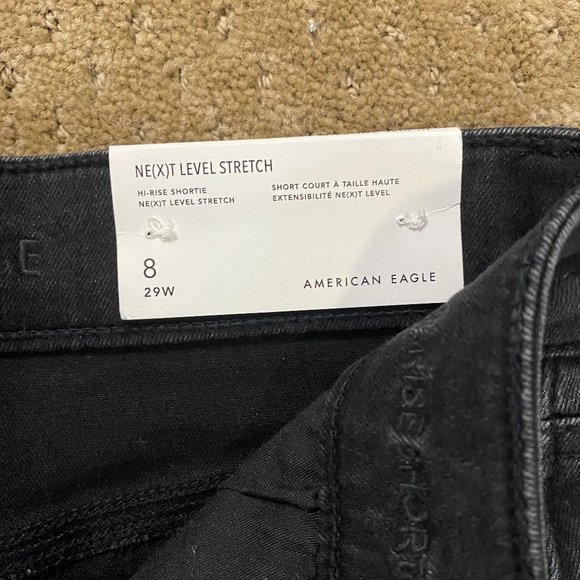 NE(X)T LEVEL STRETCH
HI-RISE SHORTIE
NE(X)T LEVEL STRETCH
SHORT COURT À TAILLE HAUTE
EXTENSIBILITÉ NE(X)T LEVEL
8
29W
AMERICAN EAGLE